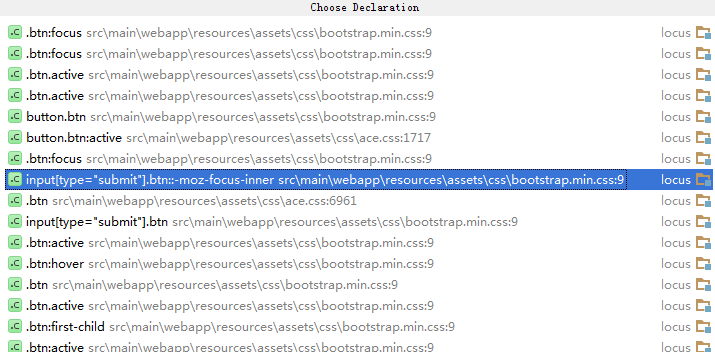 Choose Declaration
.btn:focus src\main\webapp\resources\assets\css\bootstrap.min.css:9 locus
.btn:focus src\main\webapp\resources\assets\css\bootstrap.min.css:9 locus
.btn.active src\main\webapp\resources\assets\css\bootstrap.min.css:9 locus
.btn.active src\main\webapp\resources\assets\css\bootstrap.min.css:9 locus
button.btn src\main\webapp\resources\assets\css\bootstrap.min.css:9 locus
button.btn:active src\main\webapp\resources\assets\css\ace.css:1717 locus
.btn:focus src\main\webapp\resources\assets\css\bootstrap.min.css:9 locus
input[type="submit"].btn::-moz-focus-inner src\main\webapp\resources\assets\css\bootstrap.min.css:9 locus
.btn src\main\webapp\resources\assets\css\ace.css:6961 locus
input[type="submit"].btn src\main\webapp\resources\assets\css\bootstrap.min.css:9 locus
.btn:active src\main\webapp\resources\assets\css\bootstrap.min.css:9 locus
.btn:hover src\main\webapp\resources\assets\css\bootstrap.min.css:9 locus
.btn src\main\webapp\resources\assets\css\bootstrap.min.css:9 locus
.btn.active src\main\webapp\resources\assets\css\bootstrap.min.css:9 locus
.btn:first-child src\main\webapp\resources\assets\css\bootstrap.min.css:9 locus
.btn:active src\main\webapp\resources\assets\css\bootstrap.min.css:9 locus